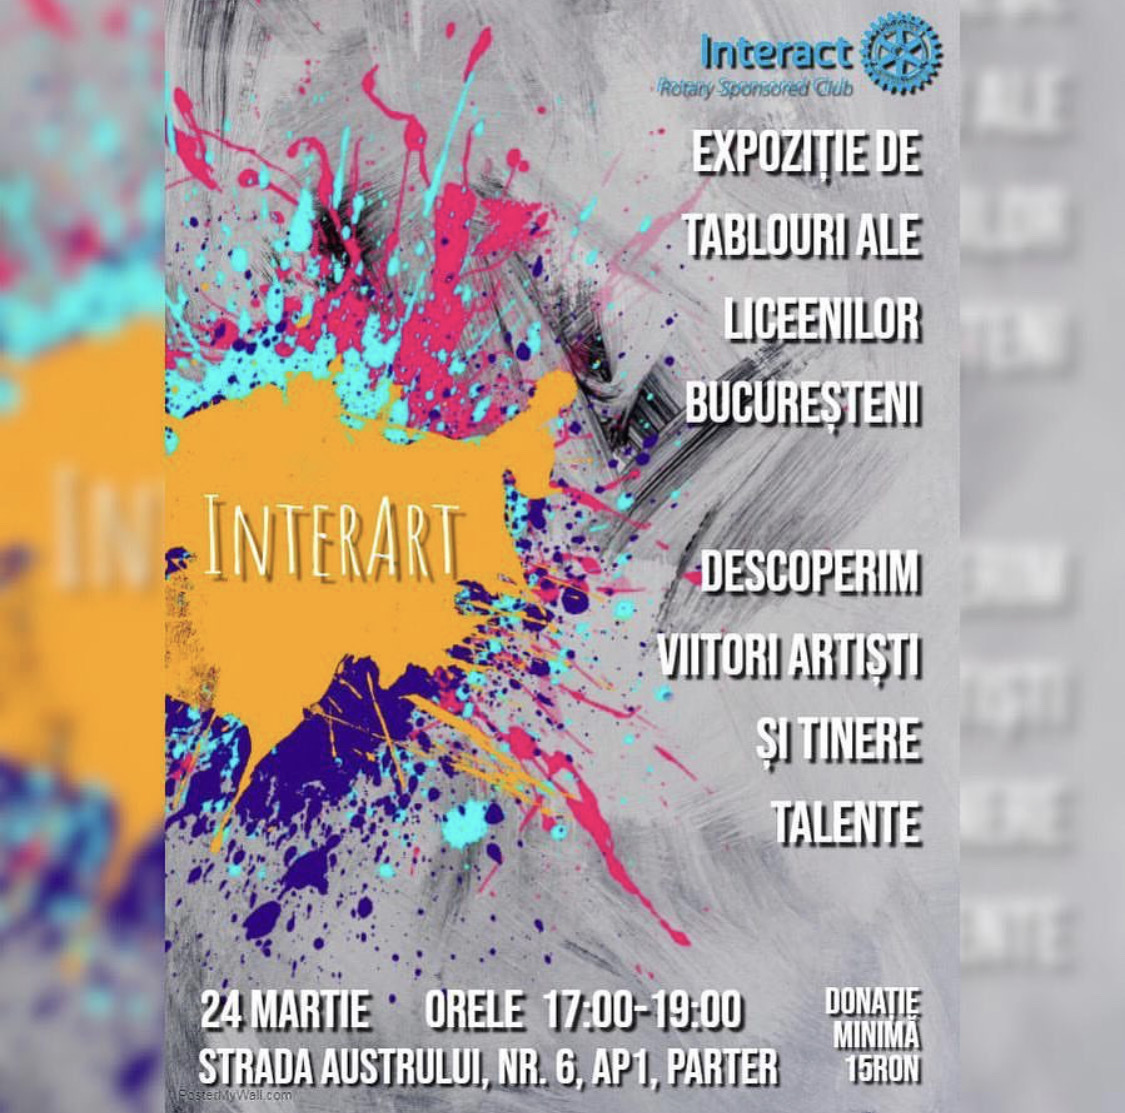 Interact
Rotary Sponsored Club
EXPOZIȚIE DE
TABLOURI ALE
LICEENILOR
BUCUREȘTENI
INTERART
DESCOPERIM
VIITORI ARTIȘTI
ȘI TINERE
TALENTE
24 MARTIE ORELE 17:00-19:00
STRADA AUSTRULUI, NR. 6, AP1, PARTER
DONAȚIE
MINIMĂ
15RON
PosterMyWall.com